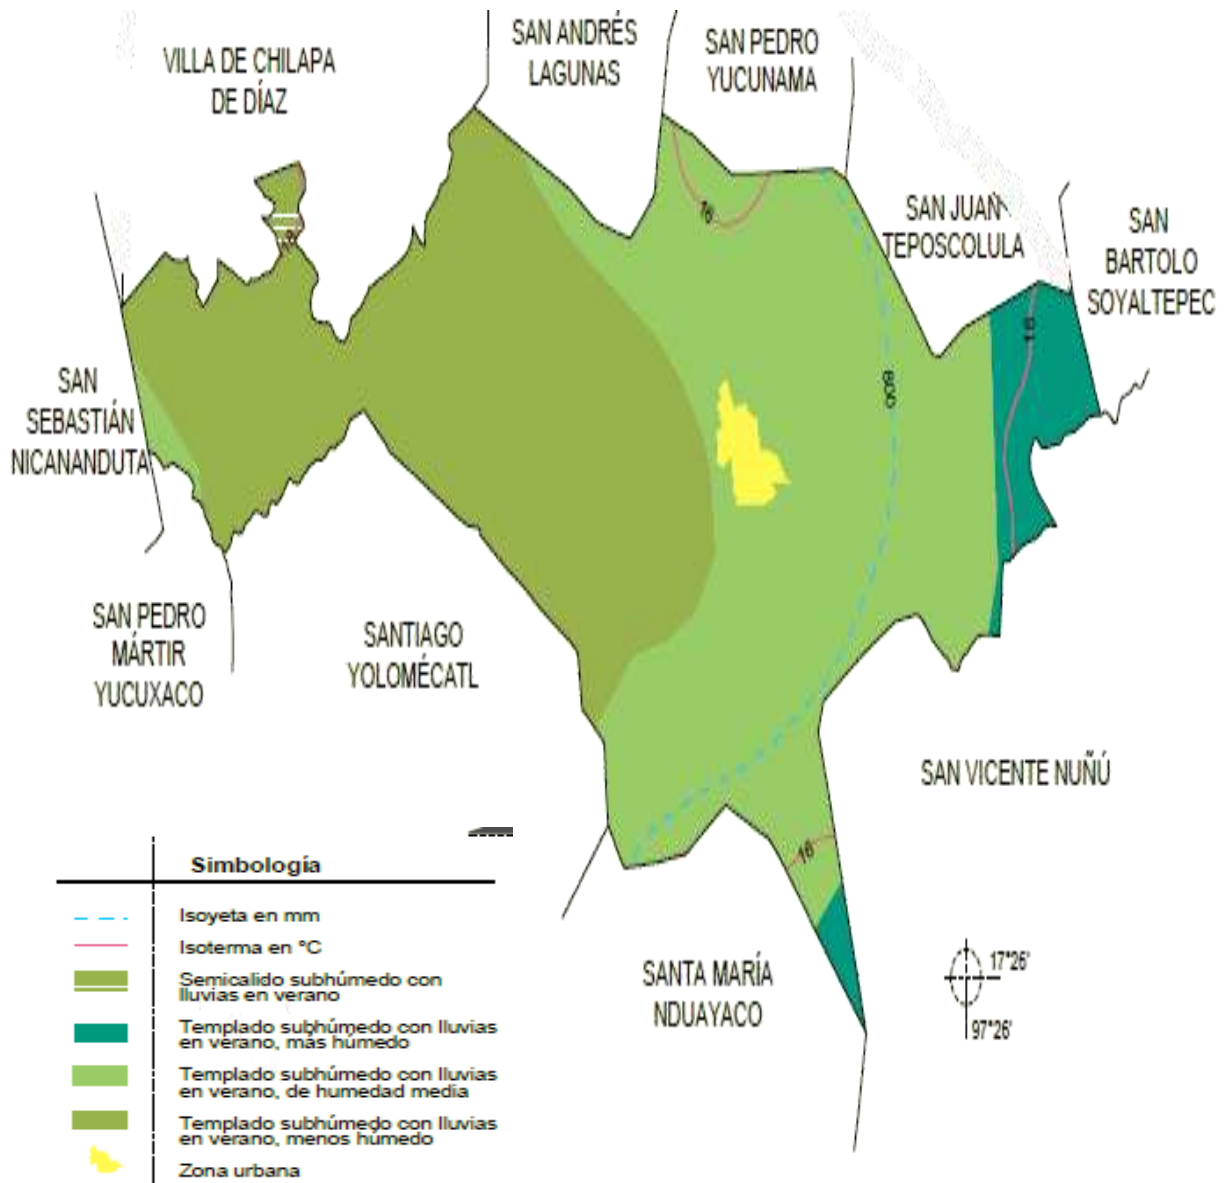 VILLA DE CHILAPA
DE DÍAZ
SAN ANDRÉS
LAGUNAS
SAN PEDRO
YUCUNAMA
SAN JUAN
TEPOSCOLULA
SAN
BARTOLO
SOYALTEPEC
16
16
600
SAN
SEBASTIÁN
NICANANDUTA
SAN PEDRO
MÁRTIR
YUCUXACO
SANTIAGO
YOLOMÉCATL
SAN VICENTE NUÑÚ
16
SANTA MARÍA
NDUAYACO
17°26'
97°26'
Simbología
Isoyeta en mm
Isoterma en °C
Semicalido subhúmedo con
lluvias en verano
Templado subhúmedo con lluvias
en verano, más húmedo
Templado subhúmedo con lluvias
en verano, de humedad media
Templado subhúmedo con lluvias
en verano, menos húmedo
Zona urbana